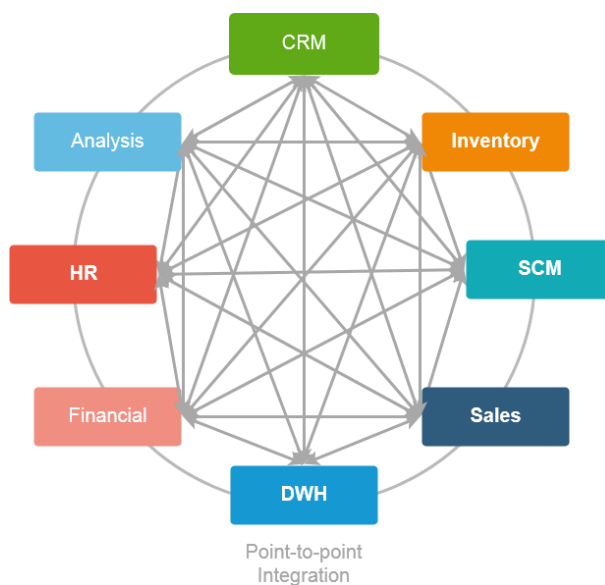 CRM
Analysis
Inventory
HR
SCM
Financial
Sales
DWH
Point-to-point
Integration